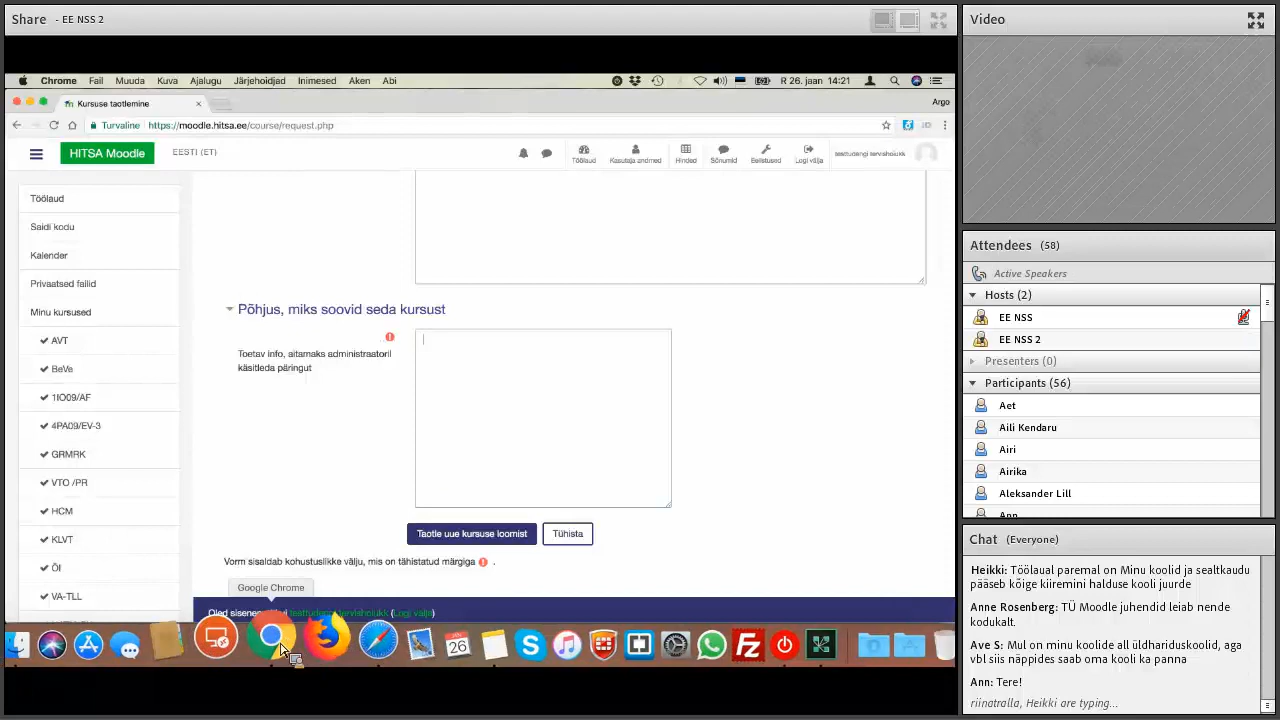 Share - EE NSS 2
Chrome Fail Muuda Kuva Ajalugu Järjehoidjad Inimesed Aken Abi
R 26. jaan 14:21
Kursuse taotlemine
Argo
Turvaline https://moodle.hitsa.ee/course/request.php
HITSA Moodle
EESTI (ET)
Töölaud
Kasutaja andmed
Hinded
Sõnumid
Eelistused
Logi välja
Töölaud
Saidi kodu
Kalender
Privaatsed failid
Minu kursused
AVT
BeVe
1IO09/AF
4PA09/EV-3
GRMRK
VTO /PR
HCM
KLVT
ÕI
VA-TLL
Põhjus, miks soovid seda kursust
Toetav info, aitamaks administraatoril
käsitleda päringut
Taotle uue kursuse loomist
Tühista
Vorm sisaldab kohustuslikke välju, mis on tähistatud märgiga .
Google Chrome
JAN
26
Video
Attendees (58)
Active Speakers
Hosts (2)
EE NSS
EE NSS 2
Presenters (0)
Participants (56)
Aet
Aili Kendaru
Airi
Airika
Aleksander Lill
Ann
Chat (Everyone)
Heikki: Töölaual paremal on Minu koolid ja sealtkaudu
pääseb kõige kiiremini halduse kooli juurde
Anne Rosenberg: TÜ Moodle juhendid leiab nende
kodukalt.
Ave S: Mul on minu koolide all üldhariduskoolid, aga
vbl siis näppides saab oma kooli ka panna
Ann: Tere!
riinatralla, Heikki are typing...